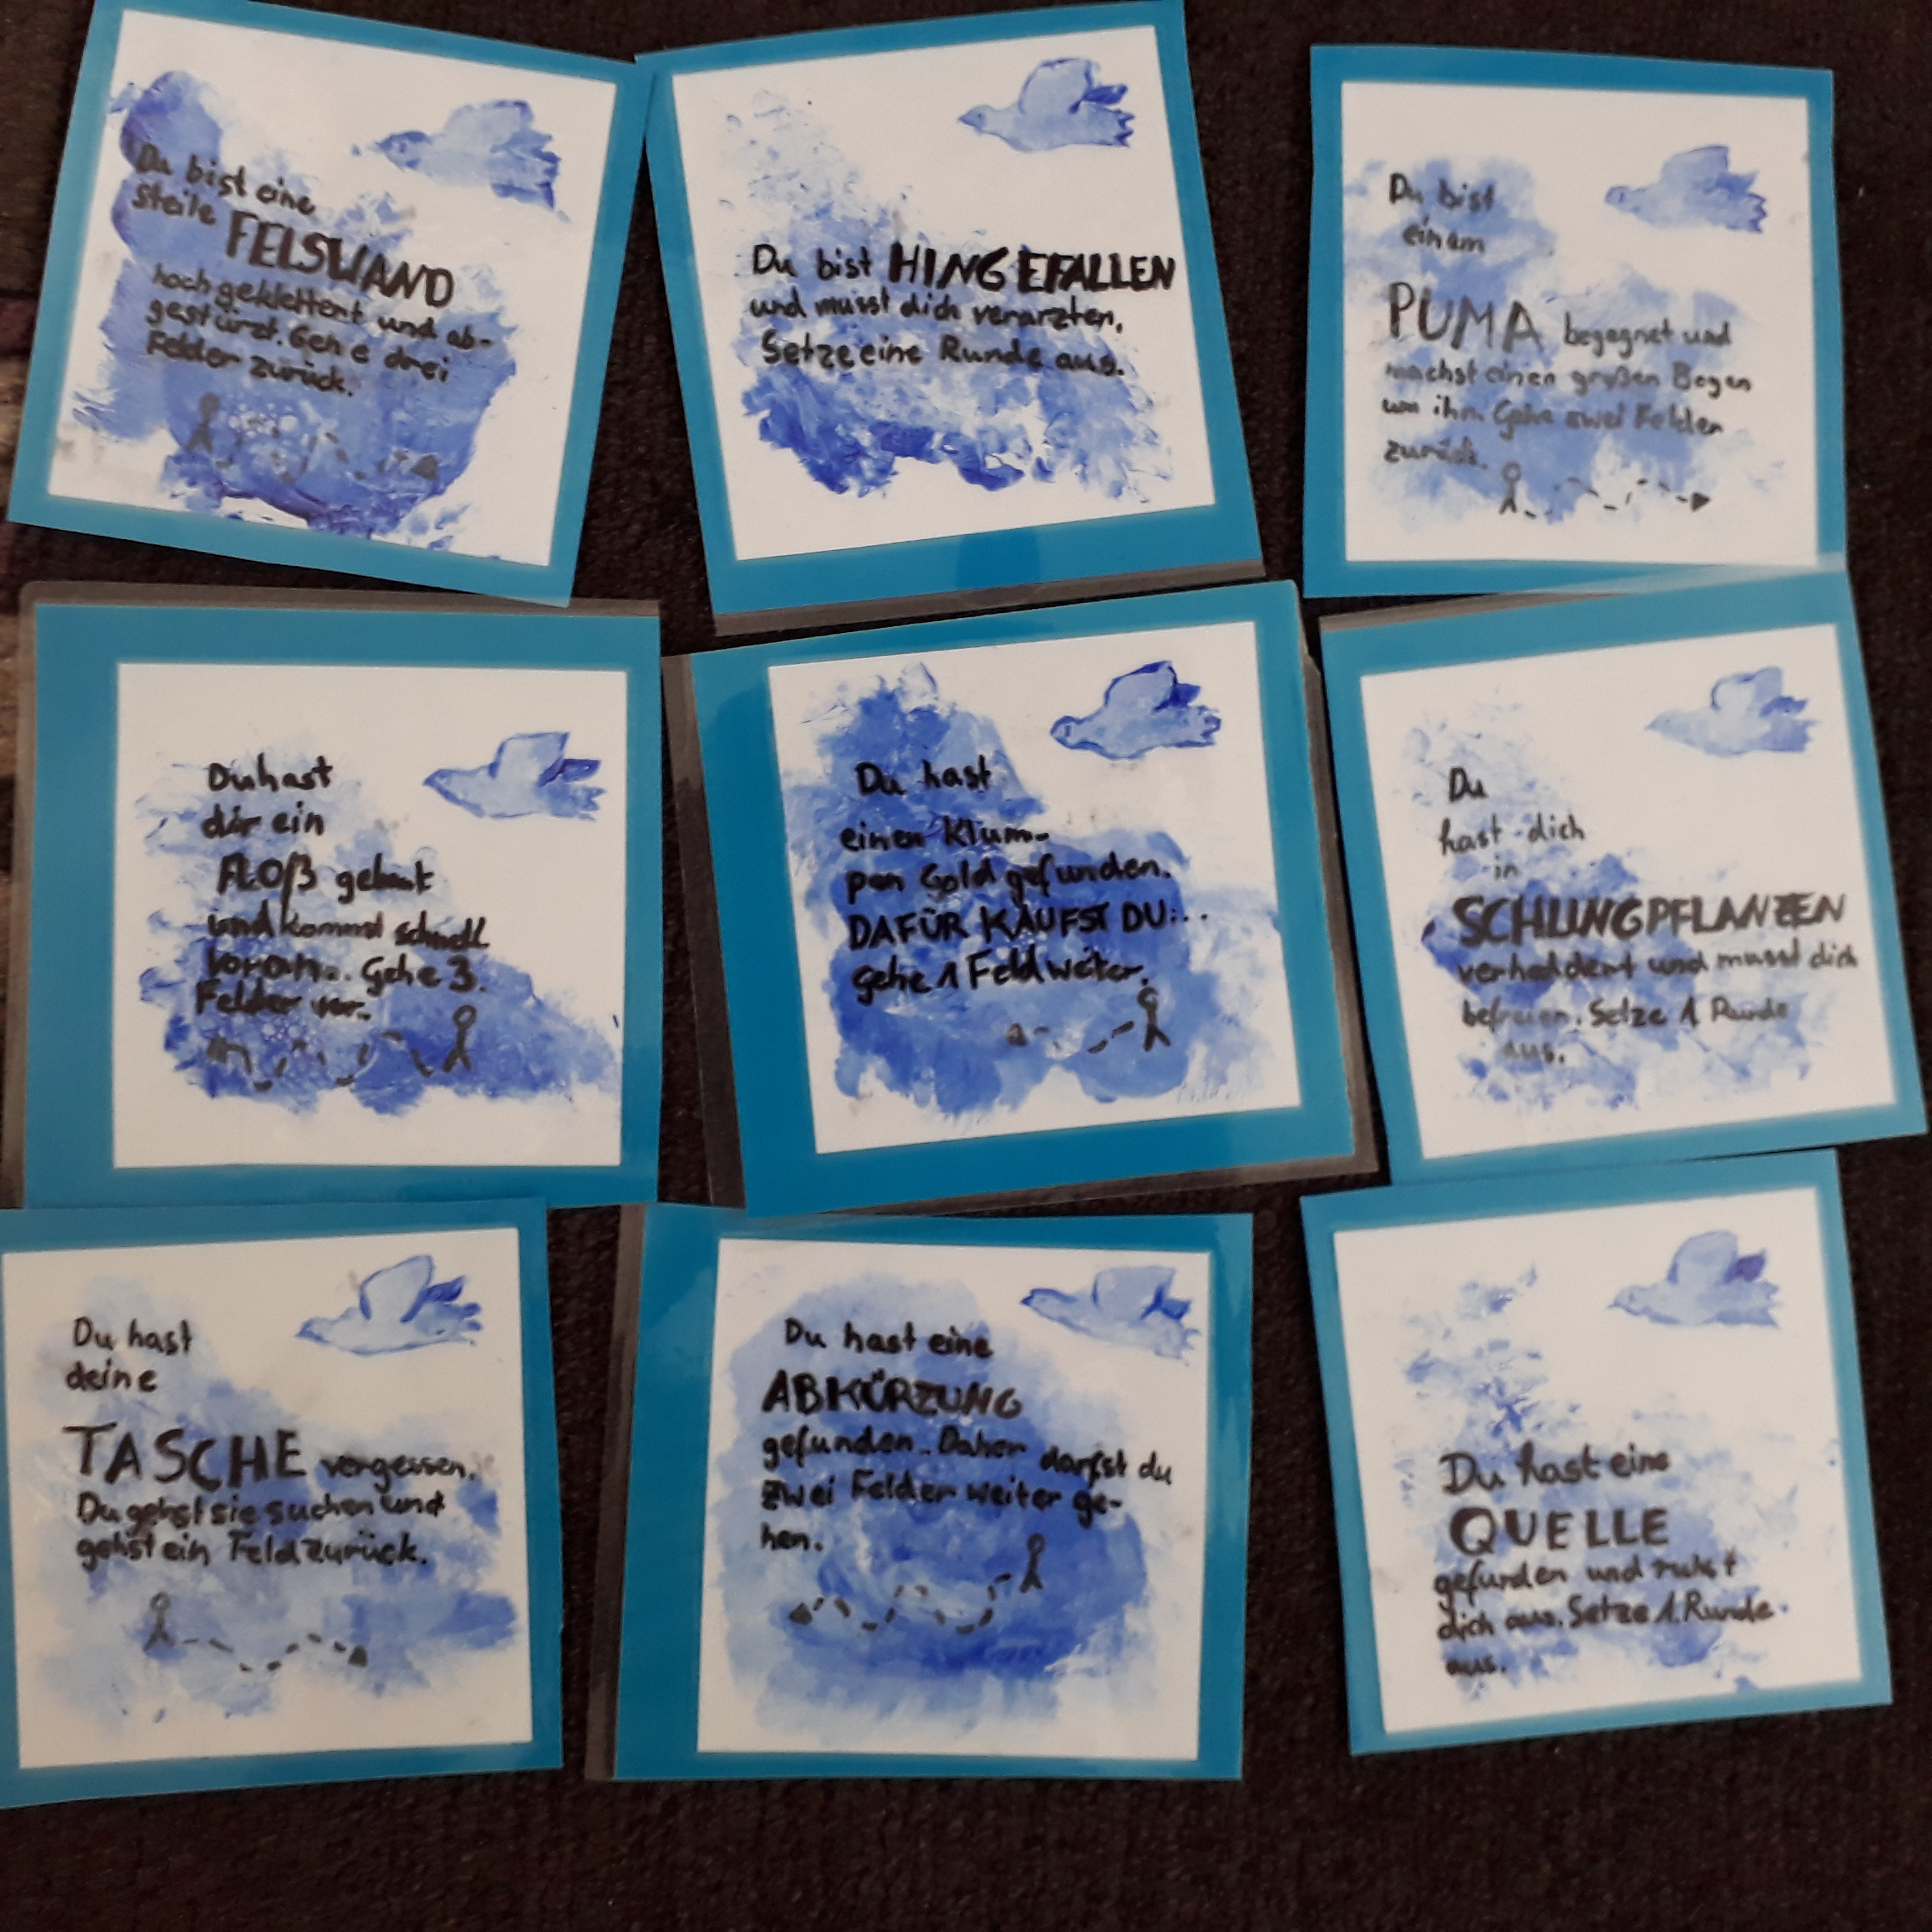 Du bist eine
steile FELSWAND
hochgeklettert und ab-
gestürzt. Gehe drei
Felder zurück.
Du bist HINGEFALLEN
und musst dich verarzten.
Setze eine Runde aus.
Du bist
einem
PUMA begegnet und
machst einen großen Bogen
um ihn. Gehe zwei Felder
zurück.
Du hast
dir ein
FLOß gebaut
und kommst schnell
voran. Gehe 3.
Felder vor.
Du hast
einen Klum-
pen Gold gefunden.
DAFÜR KAUFST DU...
gehe 1 Feld weiter.
Du
hast dich
in
SCHLINGPFLANZEN
verheddert und musst dich
befreien. Setze 1 Runde
aus.
Du hast
deine
TASCHE vergessen.
Du gehst sie suchen und
gehst ein Feld zurück.
Du hast eine
ABKÜRZUNG
gefunden. Daher darfst du
zwei Felder weiter ge-
hen.
Du hast eine
QUELLE
gefunden und ruhst
dich aus. Setze 1. Runde
aus.